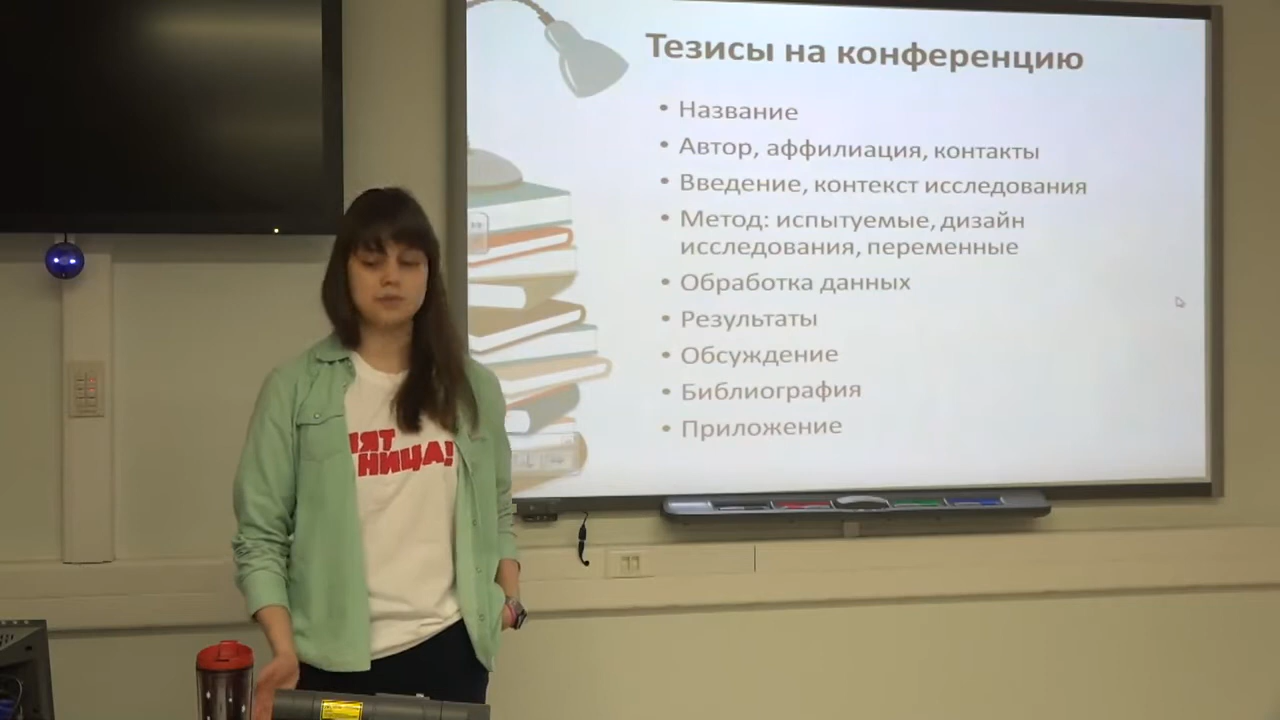 Тезисы на конференцию
• Название
• Автор, аффилиация, контакты
• Введение, контекст исследования
• Метод: испытуемые, дизайн
исследования, переменные
• Обработка данных
• Результаты
• Обсуждение
• Библиография
• Приложение
ПЯТ
НИЦА!